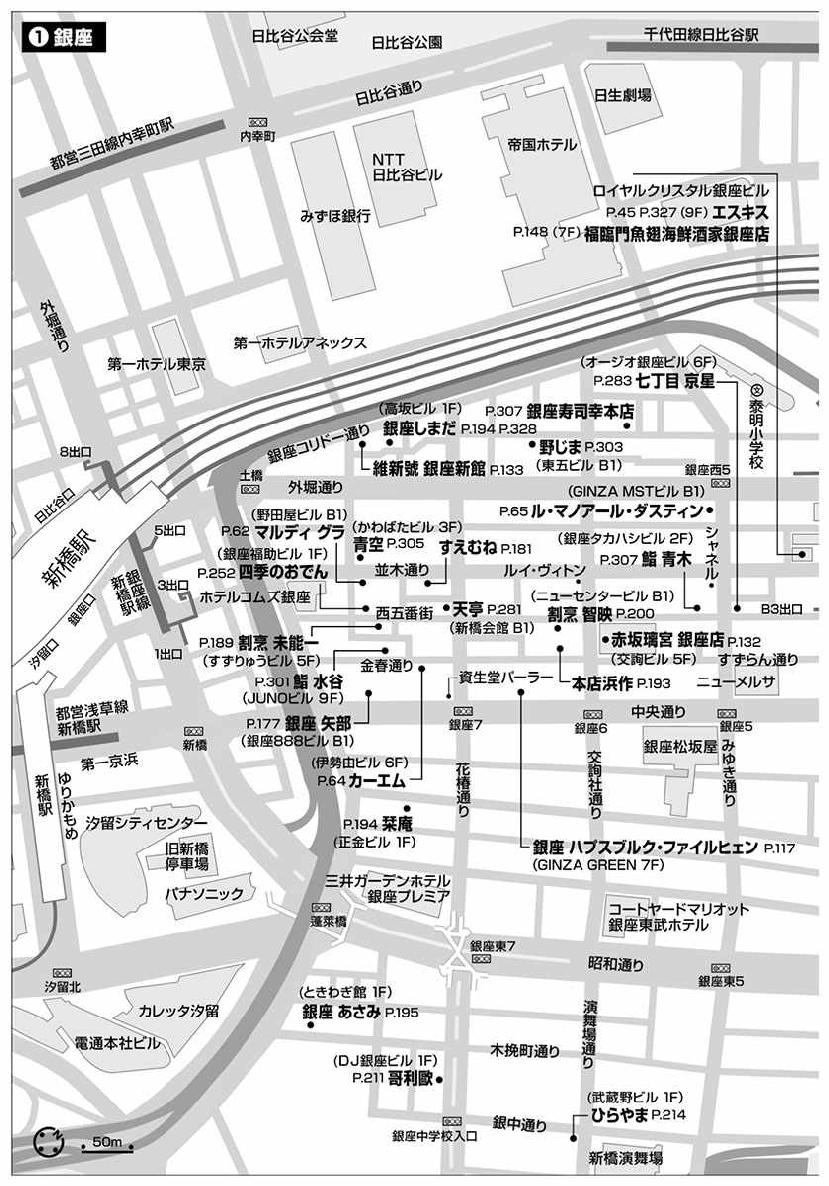 ❶ 銀座
日比谷公会堂
日比谷公園
千代田線日比谷駅
日比谷通り
都営三田線内幸町駅
内幸町
日生劇場
帝国ホテル
NTT
日比谷ビル
みずほ銀行
ロイヤルクリスタル銀座ビル
P.45 P.327 (9F) エスキス
P.148 (7F) 福臨門魚翅海鮮酒家銀座店
外堀通り
第一ホテル東京
第一ホテルアネックス
(オージオ銀座ビル 6F)
P.283 七丁目 京星
泰明小学校
(高坂ビル 1F)
銀座しまだ P.194 P.328
P.307 銀座寿司幸本店
野じま P.303
(東五ビル B1)
銀座コリドー通り
維新號 銀座新館 P.133
8出口
土橋
外堀通り
銀座西5
日比谷口
(GINZA MSTビル B1)
P.65 ル・マノアール・ダスティン
(野田屋ビル B1)
P.62 マルディ グラ
(かわばたビル 3F)
青空 P.305
すえむね P.181
(銀座タカハシビル 2F)
P.307 鮨 青木
シャネル
5出口
新橋駅
(銀座福助ビル 1F)
P.252 四季のおでん
並木通り
ルイ・ヴィトン
銀座線
新橋駅
3出口
ホテルコムズ銀座
西五番街
天亭 P.281
(新橋会館 B1)
(ニューセンタービル B1)
割烹 智映 P.200
B3出口
銀座口
汐留口
1出口
P.189 割烹 未能一
(すずりゅうビル 5F)
赤坂璃宮 銀座店 P.132
(交詢ビル 5F)
すずらん通り
金春通り
P.301 鮨 水谷
(JUNOビル 9F)
資生堂パーラー
本店浜作 P.193
ニューメルサ
都営浅草線
新橋駅
新橋
P.177 銀座 矢部
(銀座888ビル B1)
銀座7
銀座6
中央通り
銀座5
第一京浜
銀座松坂屋
みゆき通り
交詢社通り
花椿通り
(伊勢由ビル 6F)
P.64 カーエム
ゆりかもめ
新橋駅
汐留シティセンター
P.194 栞庵
(正金ビル 1F)
旧新橋
停車場
銀座 ハプスブルク・ファイルヒェン P.117
(GINZA GREEN 7F)
パナソニック
三井ガーデンホテル
銀座プレミア
蓬莱橋
コートヤードマリオット
銀座東武ホテル
銀座東7
昭和通り
銀座東5
汐留北
カレッタ汐留
(ときわぎ館 1F)
銀座 あさみ P.195
電通本社ビル
演舞場通り
木挽町通り
(DJ銀座ビル 1F)
P.211 哥利歐
(武蔵野ビル 1F)
ひらやま P.214
銀座中学校入口
銀中通り
新橋演舞場
50m